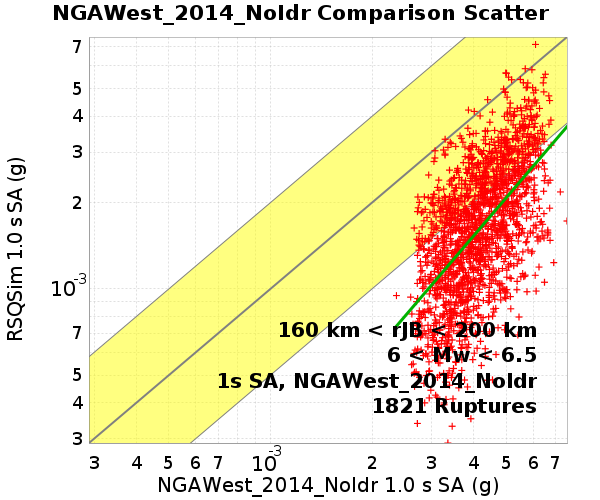 NGAWest_2014_NoIdr Comparison Scatter
7
5
4
3
2
10-3
7
5
4
3
RSQSim 1.0 s SA (g)
160 km < rJB < 200 km
6 < Mw < 6.5
1s SA, NGAWest_2014_NoIdr
1821 Ruptures
3 4 5 6 7 10-3 2 3 4 5 6 7
NGAWest_2014_NoIdr 1.0 s SA (g)